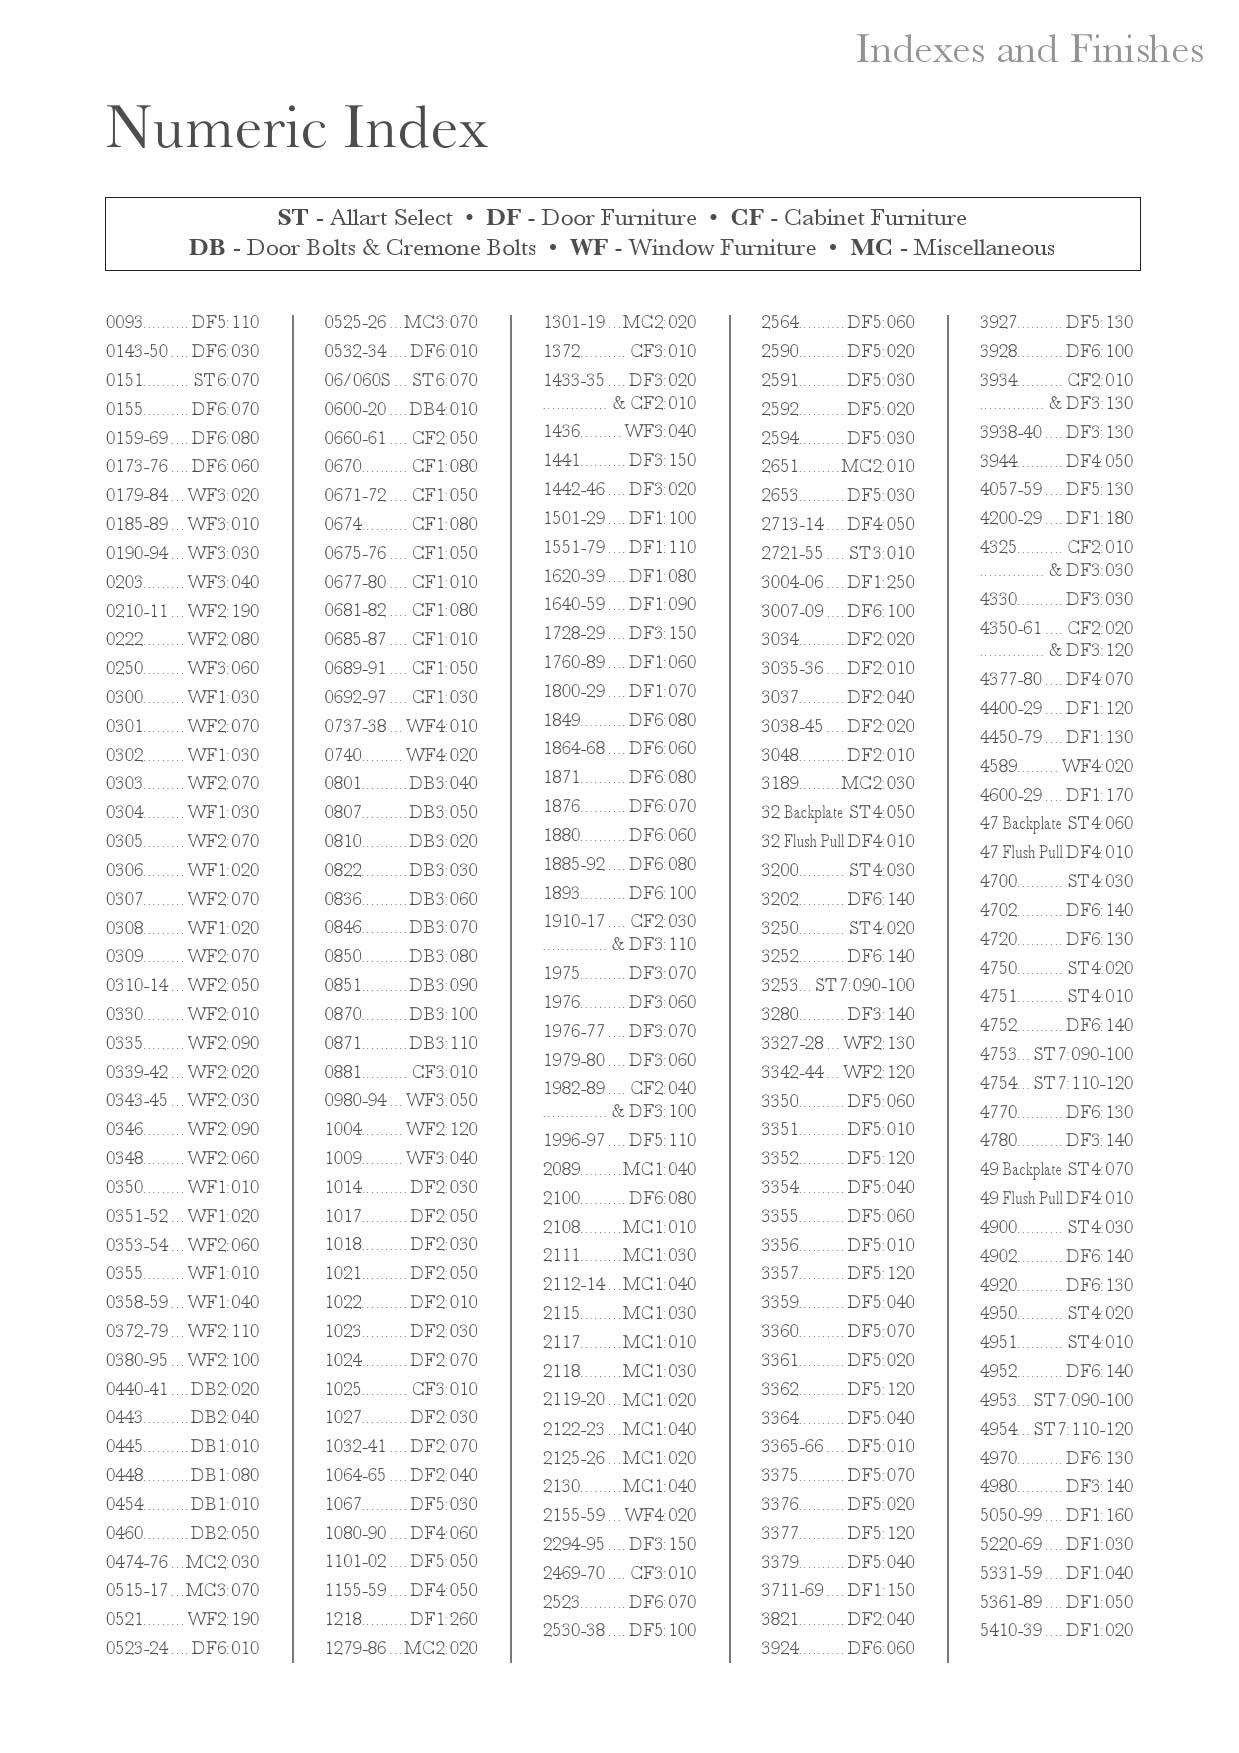 Indexes and Finishes
Numeric Index
ST - Allart Select • DF - Door Furniture • CF - Cabinet Furniture
DB - Door Bolts & Cremone Bolts • WF - Window Furniture • MC - Miscellaneous
0093..........DF5:110
0143-50....DF6:030
0151..........ST6:070
0155..........DF6:070
0159-69....DF6:080
0173-76....DF6:060
0179-84...WF3:020
0185-89...WF3:010
0190-94...WF3:030
0203.........WF3:040
0210-11...WF2:190
0222.........WF2:080
0250.........WF3:060
0300.........WF1:030
0301.........WF2:070
0302.........WF1:030
0303.........WF2:070
0304.........WF1:030
0305.........WF2:070
0306.........WF1:020
0307.........WF2:070
0308.........WF1:020
0309.........WF2:070
0310-14...WF2:050
0330.........WF2:010
0335.........WF2:090
0339-42...WF2:020
0343-45...WF2:030
0346.........WF2:090
0348.........WF2:060
0350.........WF1:010
0351-52...WF1:020
0353-54...WF2:060
0355.........WF1:010
0358-59...WF1:040
0372-79...WF2:110
0380-95...WF2:100
0440-41....DB2:020
0443..........DB2:040
0445..........DB1:010
0448..........DB1:080
0454..........DB1:010
0460..........DB2:050
0474-76...MC2:030
0515-17...MC3:070
0521.........WF2:190
0523-24....DF6:010
0525-26...MC3:070
0532-34....DF6:010
06/060S...ST6:070
0600-20....DB4:010
0660-61....CF2:050
0670..........CF1:080
0671-72....CF1:050
0674..........CF1:080
0675-76....CF1:050
0677-80....CF1:010
0681-82....CF1:080
0685-87....CF1:010
0689-91....CF1:050
0692-97....CF1:030
0737-38...WF4:010
0740.........WF4:020
0801..........DB3:040
0807..........DB3:050
0810..........DB3:020
0822..........DB3:030
0836..........DB3:060
0846..........DB3:070
0850..........DB3:080
0851..........DB3:090
0870..........DB3:100
0871..........DB3:110
0881..........CF3:010
0980-94...WF3:050
1004.........WF2:120
1009.........WF3:040
1014..........DF2:030
1017..........DF2:050
1018..........DF2:030
1021..........DF2:050
1022..........DF2:010
1023..........DF2:030
1024..........DF2:070
1025..........CF3:010
1027..........DF2:030
1032-41....DF2:070
1064-65....DF2:040
1067..........DF5:030
1080-90....DF4:060
1101-02....DF5:050
1155-59....DF4:050
1218..........DF1:260
1279-86...MC2:020
1301-19...MC2:020
1372..........CF3:010
1433-35....DF3:020
..............& CF2:010
1436.........WF3:040
1441..........DF3:150
1442-46....DF3:020
1501-29....DF1:100
1551-79....DF1:110
1620-39....DF1:080
1640-59....DF1:090
1728-29....DF3:150
1760-89....DF1:060
1800-29....DF1:070
1849..........DF6:080
1864-68....DF6:060
1871..........DF6:080
1876..........DF6:070
1880..........DF6:060
1885-92....DF6:080
1893..........DF6:100
1910-17....CF2:030
..............& DF3:110
1975..........DF3:070
1976..........DF3:060
1976-77....DF3:070
1979-80....DF3:060
1982-89....CF2:040
..............& DF3:100
1996-97....DF5:110
2089.........MC1:040
2100..........DF6:080
2108.........MC1:010
2111.........MC1:030
2112-14...MC1:040
2115.........MC1:030
2117.........MC1:010
2118.........MC1:030
2119-20...MC1:020
2122-23...MC1:040
2125-26...MC1:020
2130.........MC1:040
2155-59...WF4:020
2294-95....DF3:150
2469-70....CF3:010
2523..........DF6:070
2530-38....DF5:100
2564..........DF5:060
2590..........DF5:020
2591..........DF5:030
2592..........DF5:020
2594..........DF5:030
2651.........MC2:010
2653..........DF5:030
2713-14....DF4:050
2721-55....ST3:010
3004-06....DF1:250
3007-09....DF6:100
3034..........DF2:020
3035-36....DF2:010
3037..........DF2:040
3038-45....DF2:020
3048..........DF2:010
3189.........MC2:030
32 Backplate ST4:050
32 Flush Pull DF4:010
3200..........ST4:030
3202..........DF6:140
3250..........ST4:020
3252..........DF6:140
3253...ST7:090-100
3280..........DF3:140
3327-28...WF2:130
3342-44...WF2:120
3350..........DF5:060
3351..........DF5:010
3352..........DF5:120
3354..........DF5:040
3355..........DF5:060
3356..........DF5:010
3357..........DF5:120
3359..........DF5:040
3360..........DF5:070
3361..........DF5:020
3362..........DF5:120
3364..........DF5:040
3365-66....DF5:010
3375..........DF5:070
3376..........DF5:020
3377..........DF5:120
3379..........DF5:040
3711-69....DF1:150
3821..........DF2:040
3924..........DF6:060
3927..........DF5:130
3928..........DF6:100
3934..........CF2:010
..............& DF3:130
3938-40....DF3:130
3944..........DF4:050
4057-59....DF5:130
4200-29....DF1:180
4325..........CF2:010
..............& DF3:030
4330..........DF3:030
4350-61....CF2:020
..............& DF3:120
4377-80....DF4:070
4400-29....DF1:120
4450-79....DF1:130
4589.........WF4:020
4600-29....DF1:170
47 Backplate ST4:060
47 Flush Pull DF4:010
4700..........ST4:030
4702..........DF6:140
4720..........DF6:130
4750..........ST4:020
4751..........ST4:010
4752..........DF6:140
4753...ST7:090-100
4754...ST7:110-120
4770..........DF6:130
4780..........DF3:140
49 Backplate ST4:070
49 Flush Pull DF4:010
4900..........ST4:030
4902..........DF6:140
4920..........DF6:130
4950..........ST4:020
4951..........ST4:010
4952..........DF6:140
4953...ST7:090-100
4954...ST7:110-120
4970..........DF6:130
4980..........DF3:140
5050-99....DF1:160
5220-69....DF1:030
5331-59....DF1:040
5361-89....DF1:050
5410-39....DF1:020